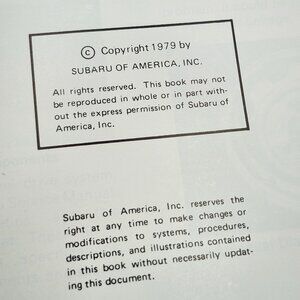 © Copyright 1979 by
SUBARU OF AMERICA, INC.
All rights reserved. This book may not
be reproduced in whole or in part with-
out the express permission of Subaru of
America, Inc.
Subaru of America, Inc. reserves the
right at any time to make changes or
modifications to systems, procedures,
descriptions, and illustrations contained
in this book without necessarily updat-
ing this document.